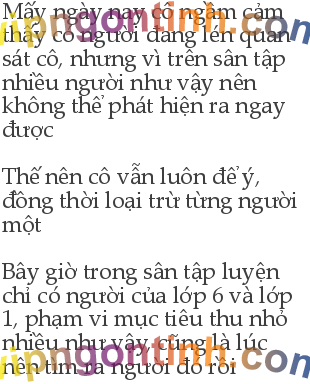 Mấy ngày nay cô ngầm cảm
thấy có người đang lén quan
sát cô, nhưng vì trên sân tập
nhiều người như vậy nên
không thể phát hiện ra ngay
được
Thế nên cô vẫn luôn để ý,
đồng thời loại trừ từng người
một
Bây giờ trong sân tập luyện
chỉ có người của lớp 6 và lớp
1, phạm vi mục tiêu thu nhỏ
nhiều như vậy, cũng là lúc
nên tìm ra người đó rồi